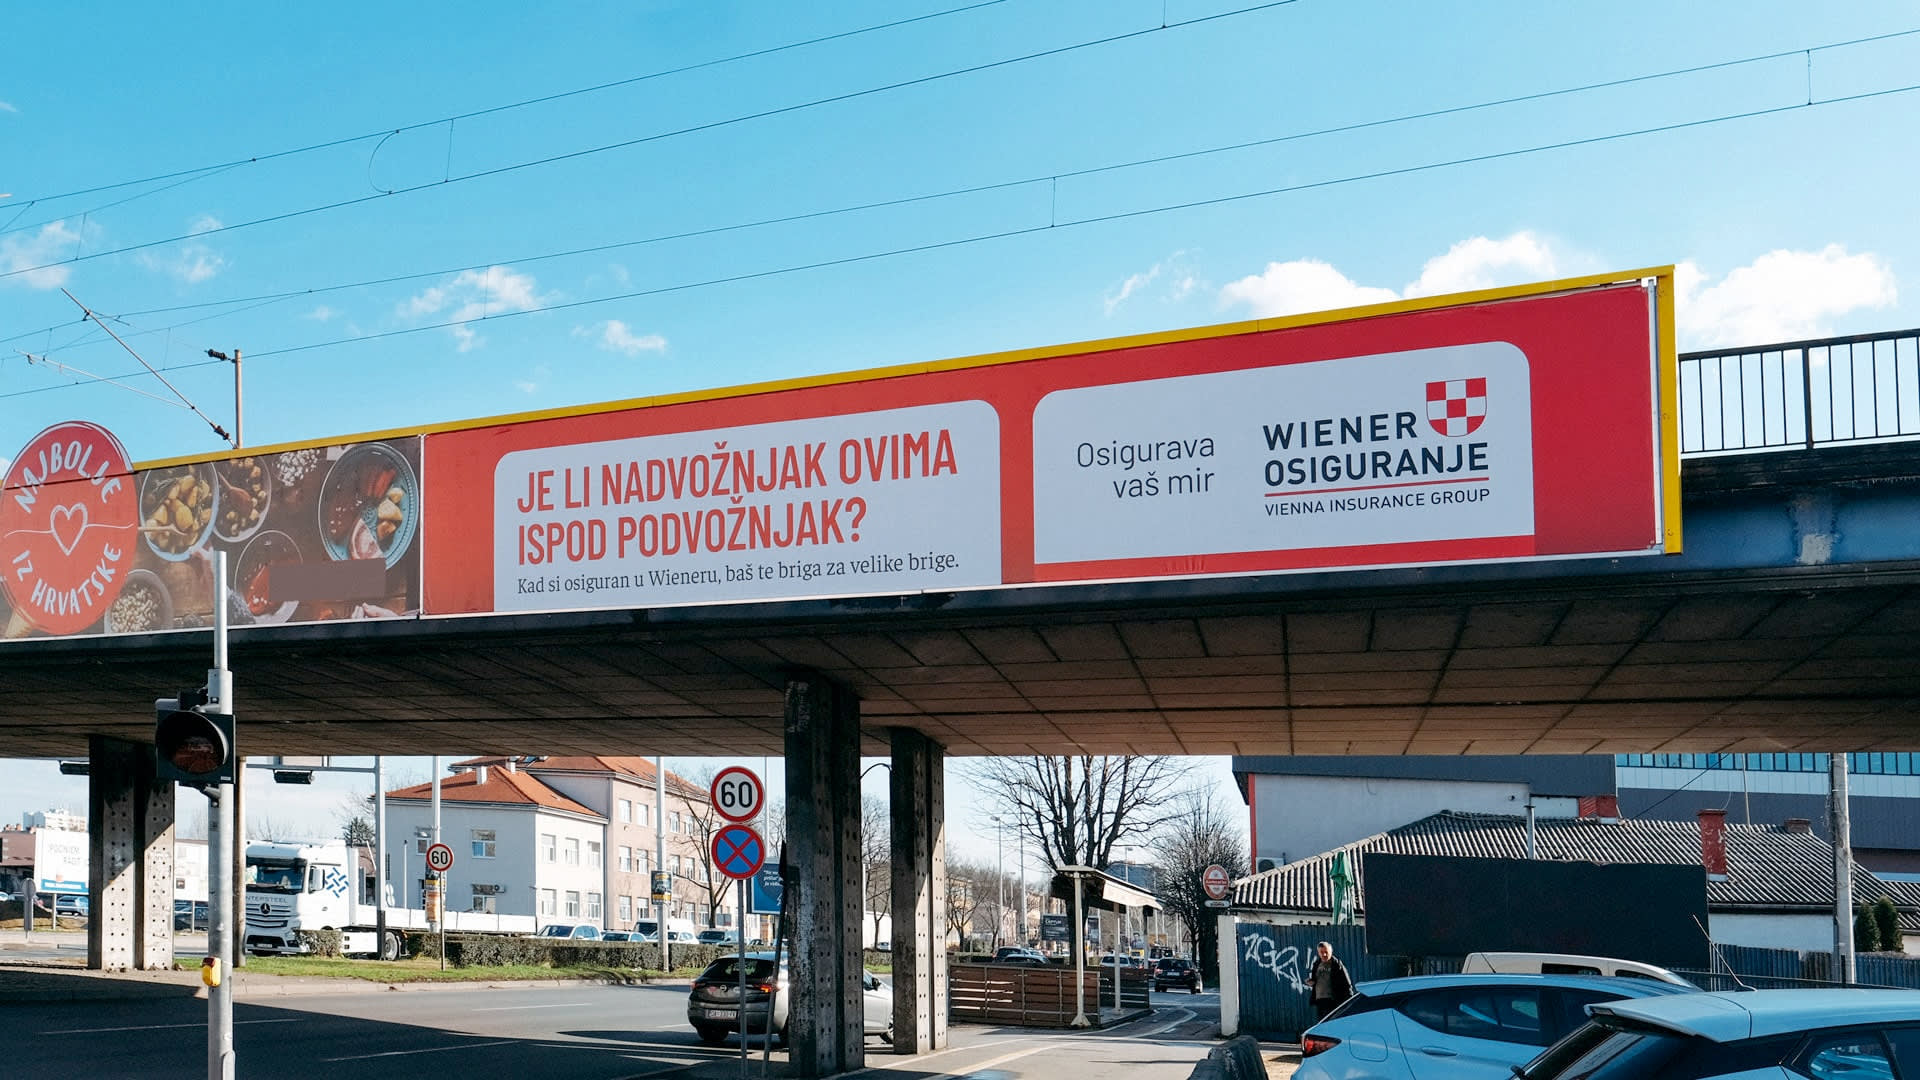 NAJBOLJE
IZ HRVATSKE
JE LI NADVOŽNJAK OVIMA
ISPOD PODVOŽNJAK?
Kad si osiguran u Wieneru, baš te briga za velike brige.
Osigurava
vaš mir
WIENER
OSIGURANJE
VIENNA INSURANCE GROUP
60
60
INTERSTEEL